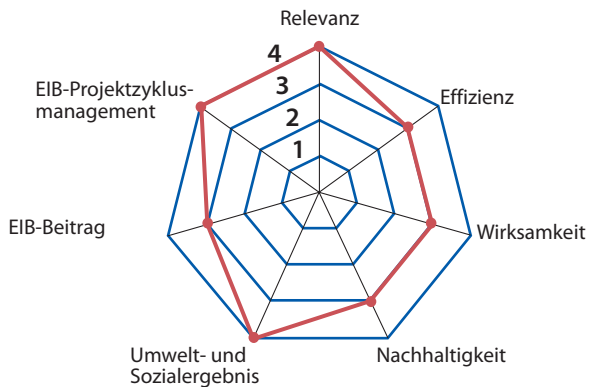 Relevanz
4
3
2
1
EIB-Projektzyklus-
management
Effizienz
EIB-Beitrag
Wirksamkeit
Umwelt- und
Sozialergebnis
Nachhaltigkeit